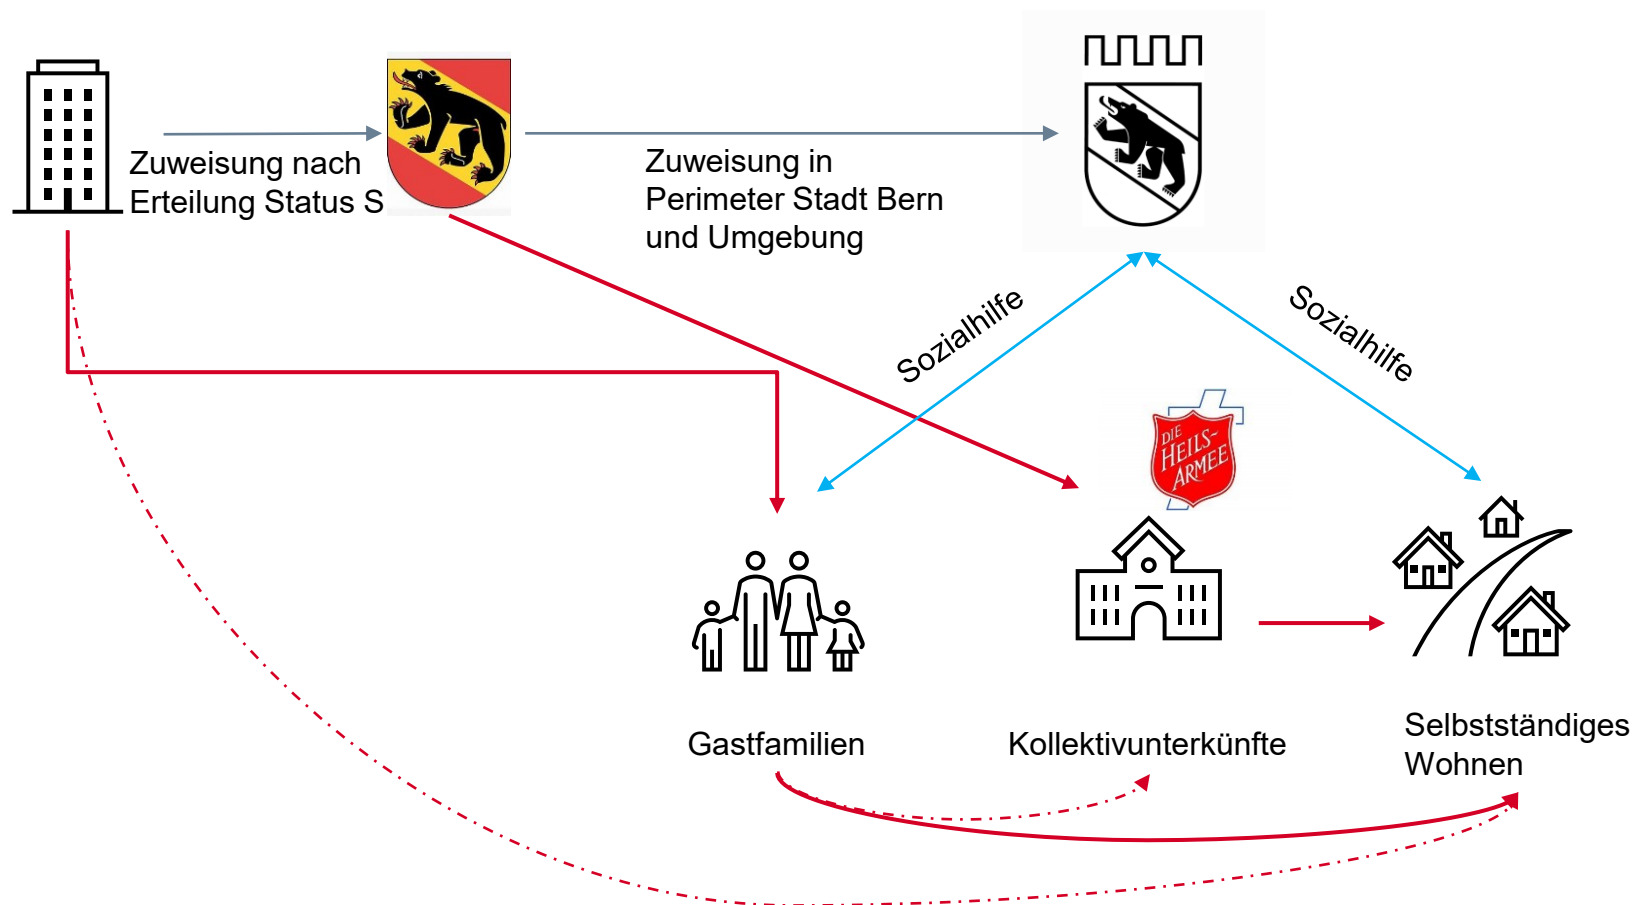 Zuweisung nach
Erteilung Status S
Zuweisung in
Perimeter Stadt Bern
und Umgebung
Sozialhilfe
Sozialhilfe
DIE
HEILS-
ARMEE
Gastfamilien
Kollektivunterkünfte
Selbstständiges
Wohnen